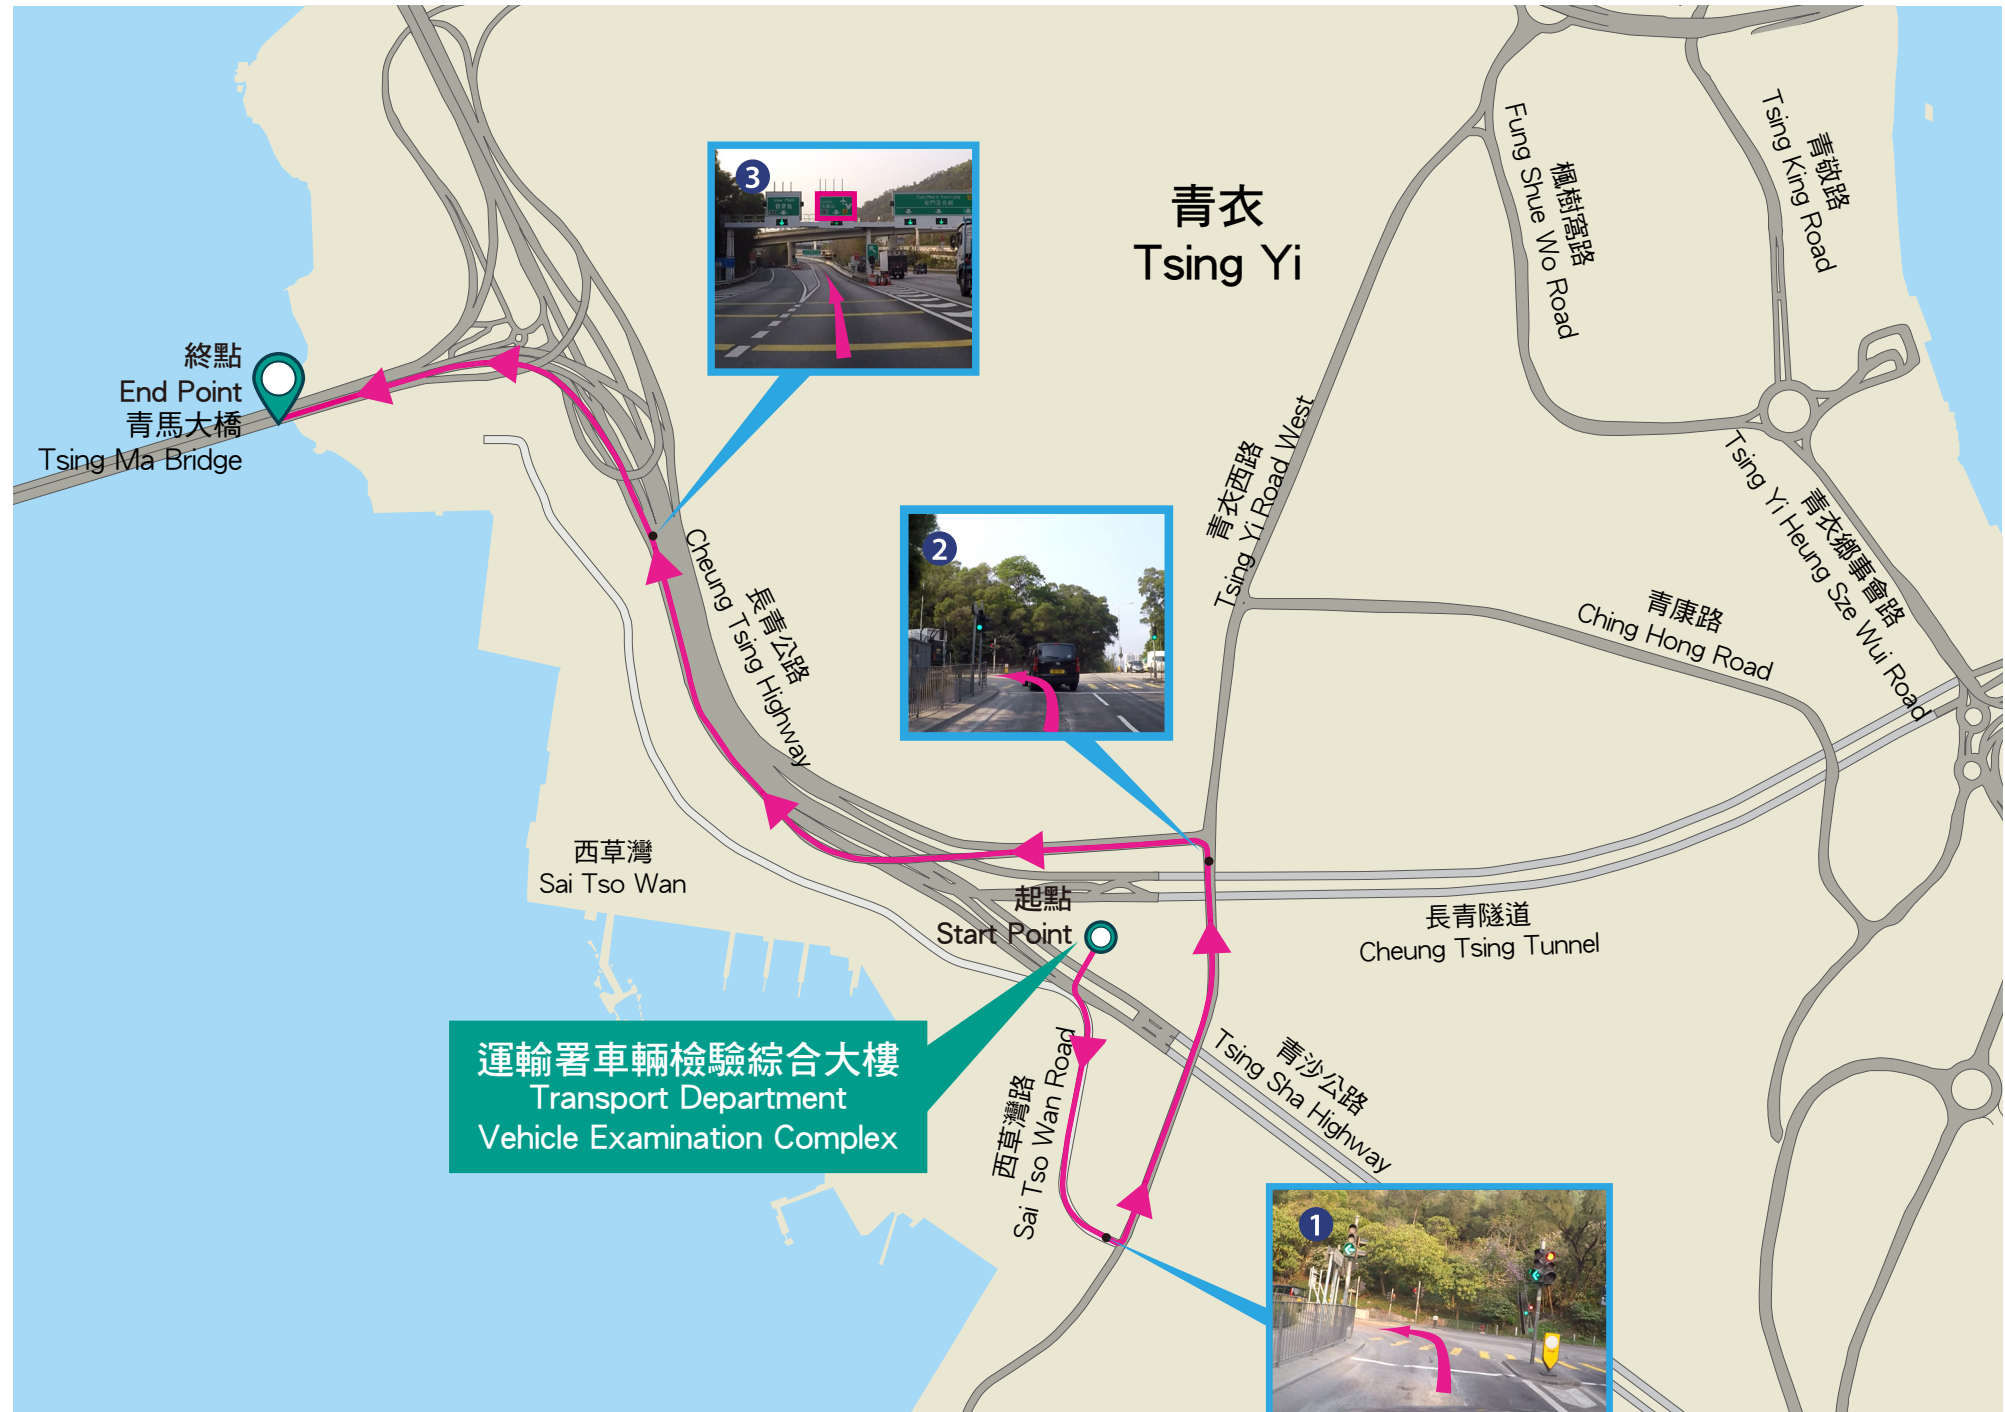 3
青衣
Tsing Yi
楓樹窩路
Fung Shue Wo Road
青敬路
Tsing King Road
終點
End Point
青馬大橋
Tsing Ma Bridge
青衣西路
Tsing Yi Road West
2
長青公路
Cheung Tsing Highway
青衣鄉事會路
Tsing Yi Heung Sze Wui Road
青康路
Ching Hong Road
西草灣
Sai Tso Wan
起點
Start Point
長青隧道
Cheung Tsing Tunnel
運輸署車輛檢驗綜合大樓
Transport Department
Vehicle Examination Complex
西草灣路
Sai Tso Wan Road
青沙公路
Tsing Sha Highway
1